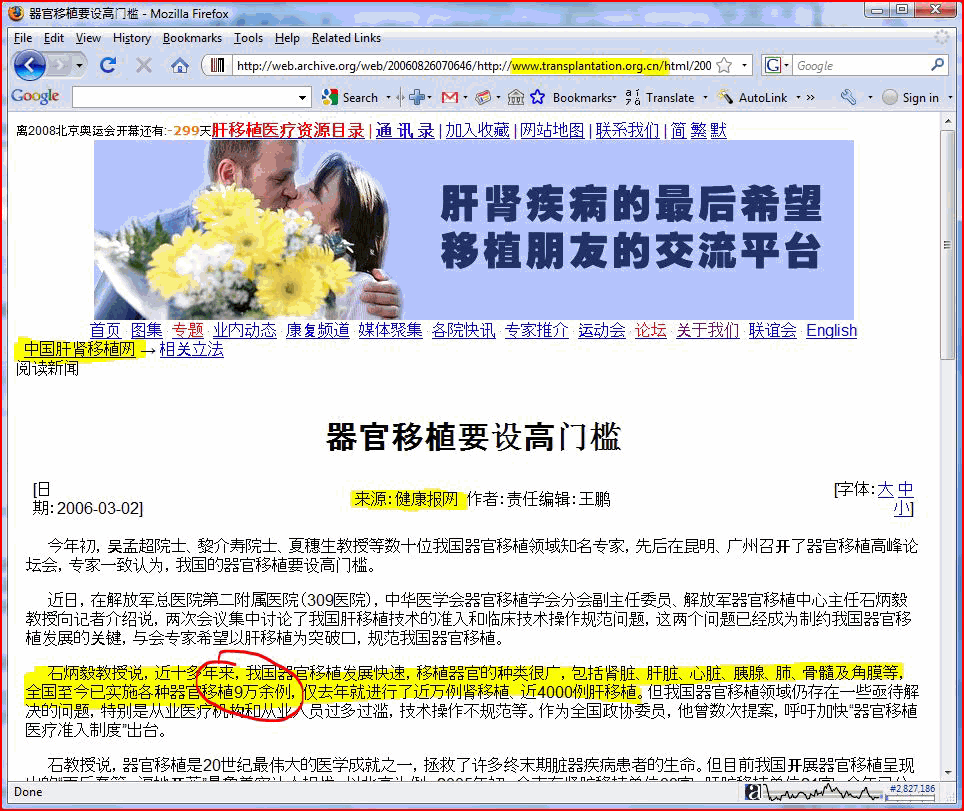 器官移植要设高门槛 - Mozilla Firefox
File Edit View History Bookmarks Tools Help Related Links
http://web.archive.org/web/20060826070646/http://www.transplantation.org.cn/html/200 Google
Google Search Bookmarks Translate AutoLink » Sign in
离2008北京奥运会开幕还有:-299天肝移植医疗资源目录 | 通 讯 录 | 加入收藏 | 网站地图 | 联系我们 | 简 繁 默
肝肾疾病的最后希望
移植朋友的交流平台
首页 图集 专题 业内动态 康复频道 媒体聚集 各院快讯 专家推介 运动会 论坛 关于我们 联谊会 English
中国肝肾移植网 → 相关立法
阅读新闻
器官移植要设高门槛
[日期:2006-03-02] 来源:健康报网 作者:责任编辑:王鹏 [字体:大 中 小]
今年初,吴孟超院士、黎介寿院士、夏穗生教授等数十位我国器官移植领域知名专家,先后在昆明、广州召开了器官移植高峰论
坛会,专家一致认为,我国的器官移植要设高门槛。
近日,在解放军总医院第二附属医院(309医院),中华医学会器官移植学会分会副主任委员、解放军器官移植中心主任石炳毅
教授向记者介绍说,两次会议集中讨论了我国肝移植技术的准入和临床技术操作规范问题,这两个问题已经成为制约我国器官移
植发展的关键,与会专家希望以肝移植为突破口,规范我国器官移植。
石炳毅教授说,近十多年来,我国器官移植发展快速,移植器官的种类很广,包括肾脏、肝脏、心脏、胰腺、肺、骨髓及角膜等,
全国至今已实施各种器官移植9万余例,仅去年就进行了近万例肾移植、近4000例肝移植。但我国器官移植领域仍存在一些亟待解
决的问题,特别是从业医疗机构和从业人员过多过滥,技术操作不规范等。作为全国政协委员,他曾数次提案,呼吁加快“器官移植
医疗准入制度”出台。
石教授说,器官移植是20世纪最伟大的医学成就之一,拯救了许多终末期脏器疾病患者的生命。但目前我国开展器官移植呈现
Done #2,827,186